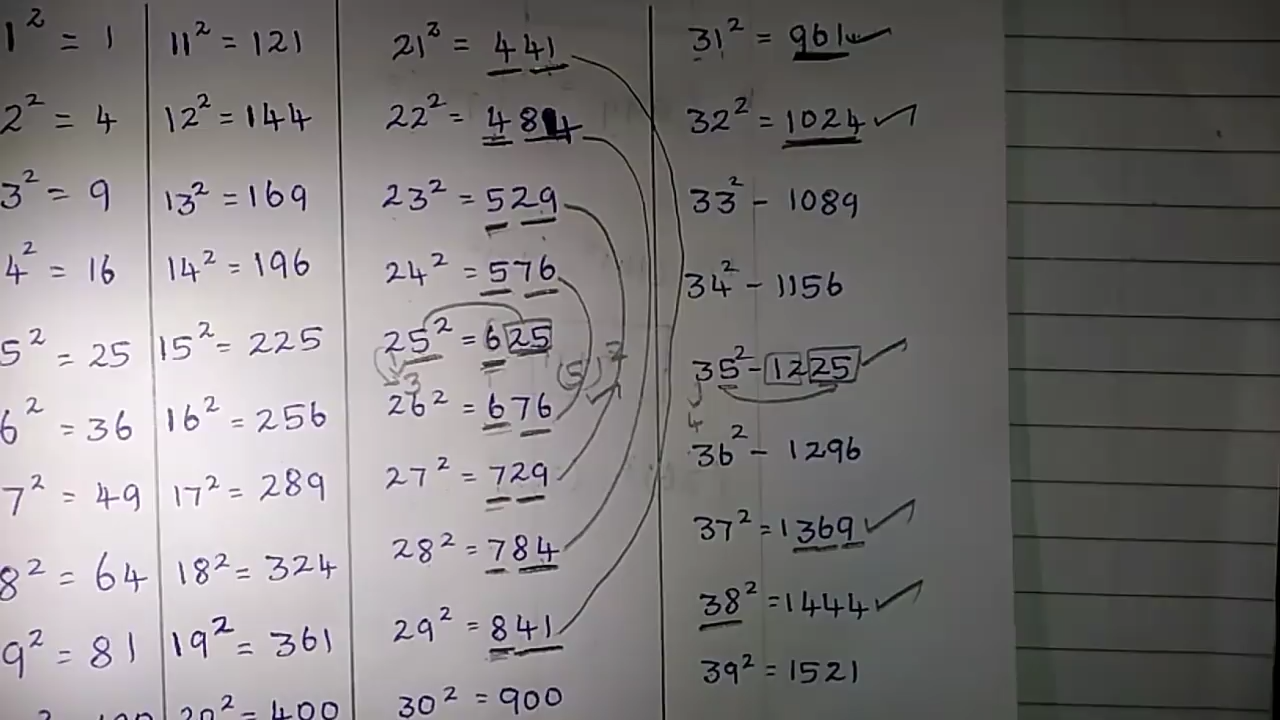 1² = 1
2² = 4
3² = 9
4² = 16
5² = 25
6² = 36
7² = 49
8² = 64
9² = 81
11² = 121
12² = 144
13² = 169
14² = 196
15² = 225
16² = 256
17² = 289
18² = 324
19² = 361
20² = 400
21² = 441
22² = 484
23² = 529
24² = 576
25² = 625
3
(5)²
26² = 676
27² = 729
28² = 784
29² = 841
30² = 900
31² = 961
32² = 1024
33² - 1089
34² - 1156
35² - 1225
4
36² - 1296
37² = 1369
38² = 1444
39² = 1521